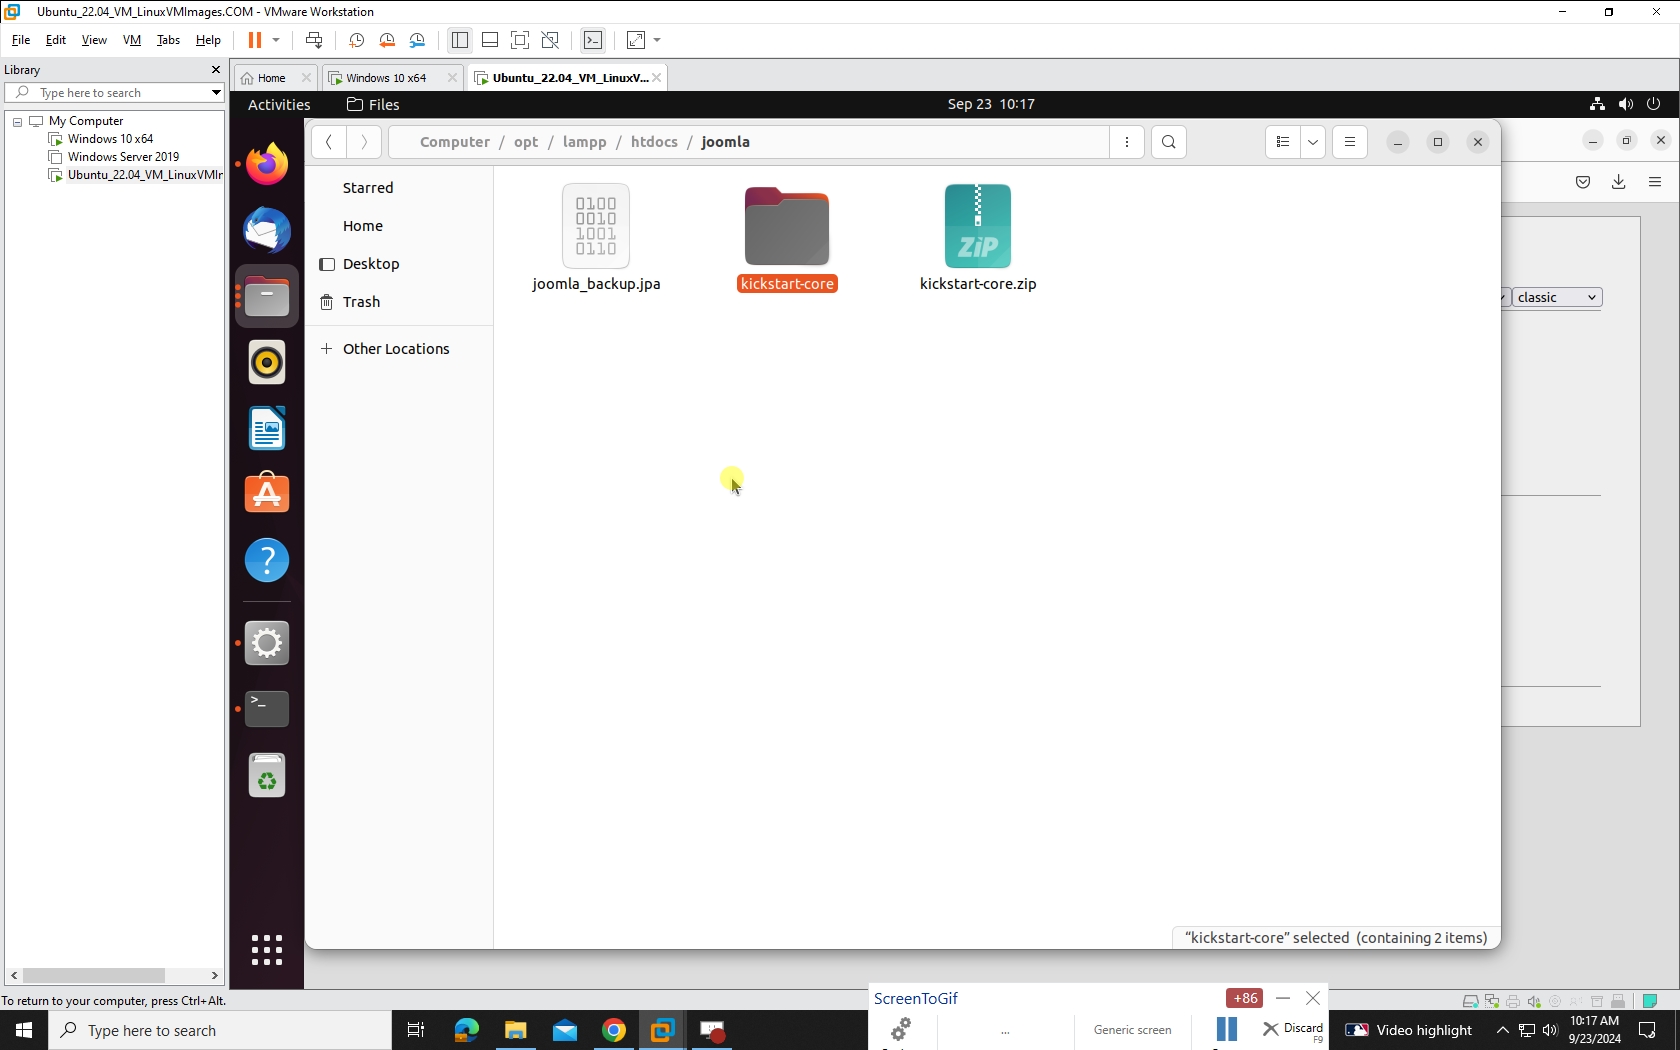 Ubuntu_22.04_VM_LinuxVMImages.COM - VMware Workstation
File Edit View VM Tabs Help
Library
Type here to search
Home
Windows 10 x64
Ubuntu_22.04_VM_LinuxV...
My Computer
Windows 10 x64
Windows Server 2019
Ubuntu_22.04_VM_LinuxVMIr
Activities
Files
Sep 23 10:17
Computer / opt / lampp / htdocs / joomla
Starred
Home
Desktop
Trash
+ Other Locations
0100
0010
1001
0110
joomla_backup.jpa
kickstart-core
ZiP
kickstart-core.zip
classic
"kickstart-core" selected (containing 2 items)
To return to your computer, press Ctrl+Alt.
ScreenToGif
+86
...
Generic screen
Discard
F9
Type here to search
Video highlight
10:17 AM
9/23/2024